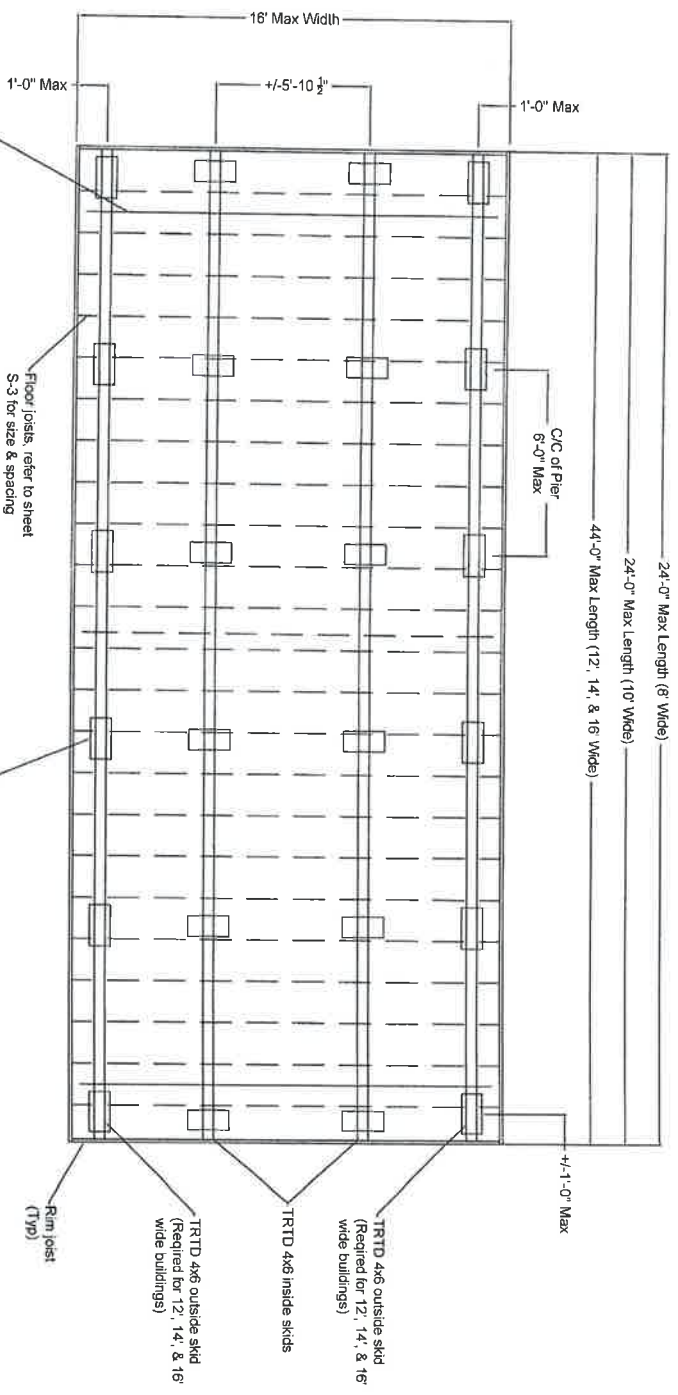 16' Max Width
1'-0" Max
+/-5'-10 1/2"
1'-0" Max
24'-0" Max Length (8' Wide)
24'-0" Max Length (10' Wide)
44'-0" Max Length (12', 14', & 16' Wide)
C/C of Pier
6'-0" Max
Floor joists, refer to sheet
S-3 for size & spacing
+/-1'-0" Max
TRTD 4x6 outside skid
(Reqired for 12', 14', & 16'
wide buildings)
TRTD 4x6 inside skids
TRTD 4x6 outside skid
(Reqired for 12', 14', & 16'
wide buildings)
Rim joist
(Typ)